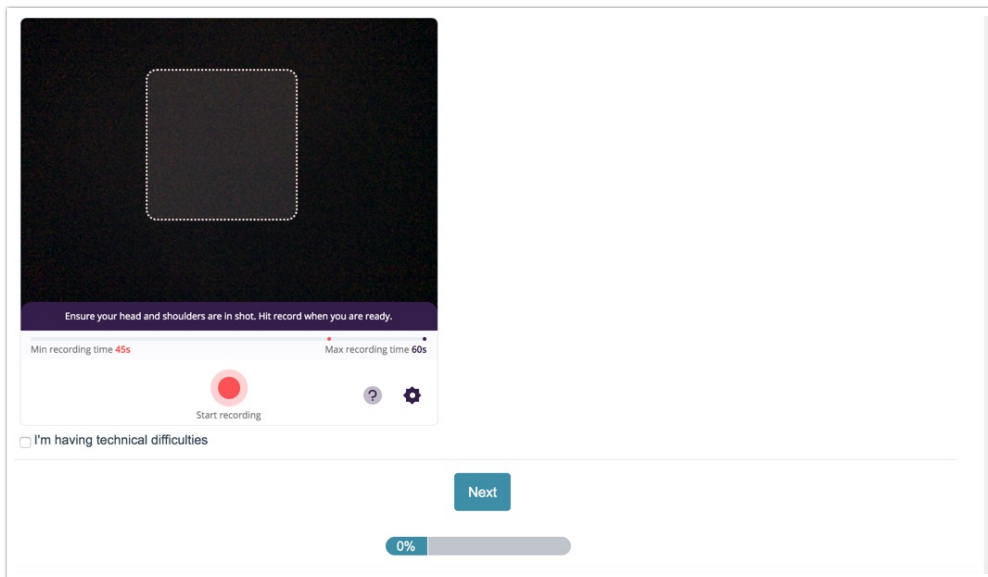 Ensure your head and shoulders are in shot. Hit record when you are ready.
Min recording time 45s
Max recording time 60s
?
Start recording
I'm having technical difficulties
Next
0%